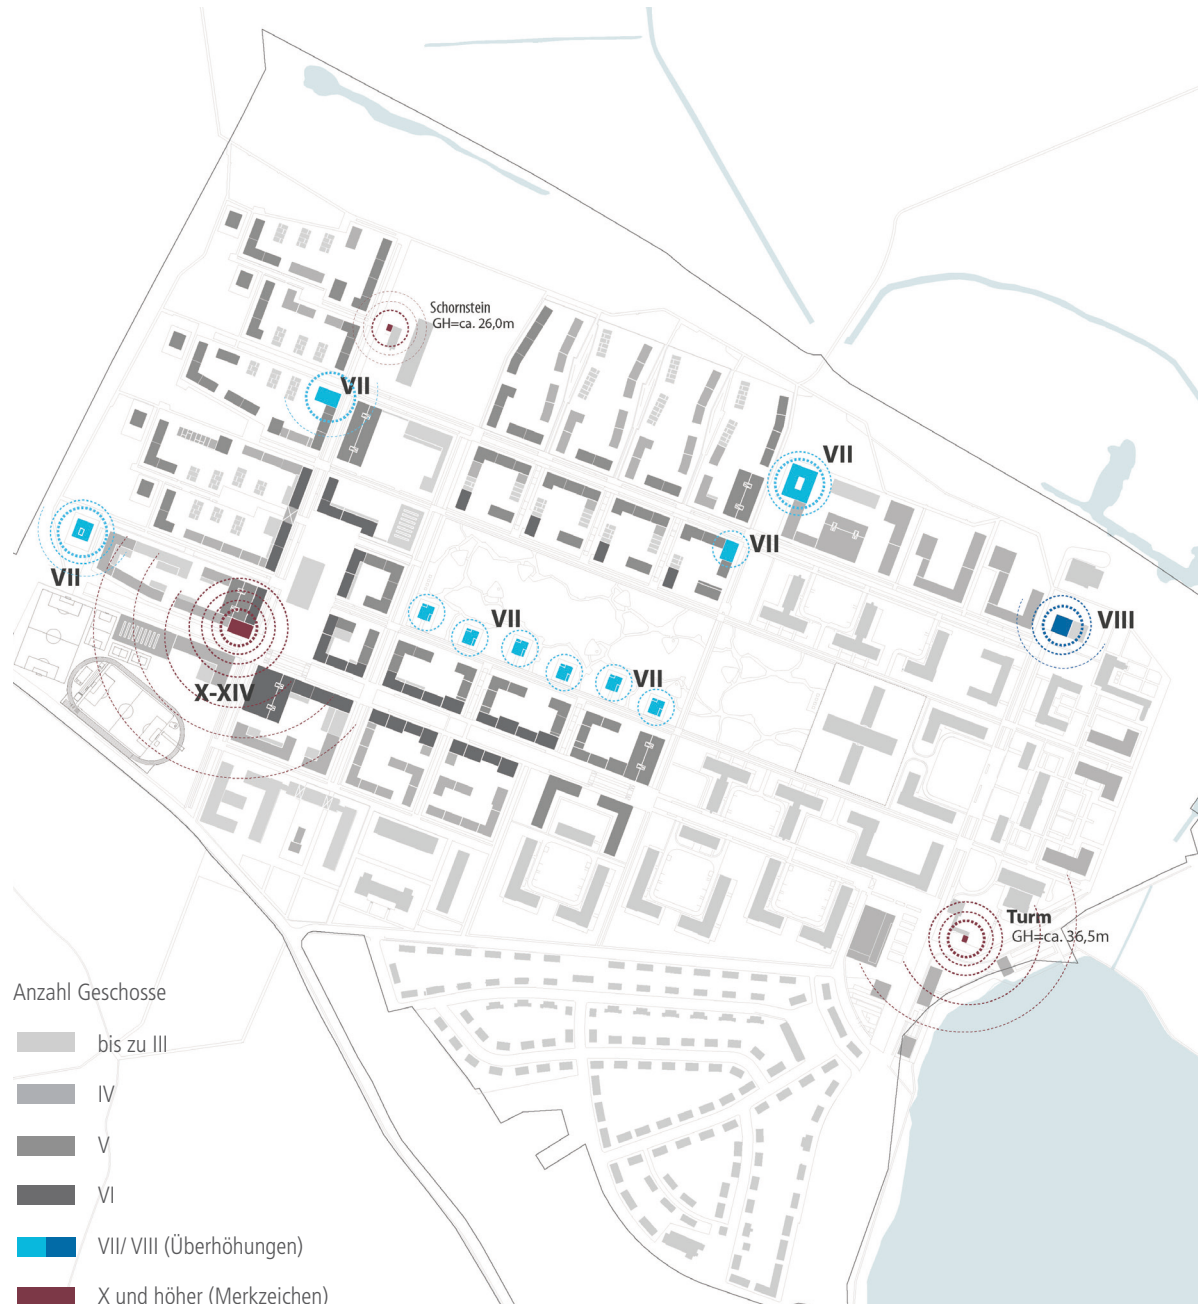 Schornstein
GH=ca. 26,0m
VII
VII
VII
VII
VIII
VII
X-XIV
Turm
GH=ca. 36,5m
Anzahl Geschosse
bis zu III
IV
V
VI
VII/ VIII (Überhöhungen)
X und höher (Merkzeichen)